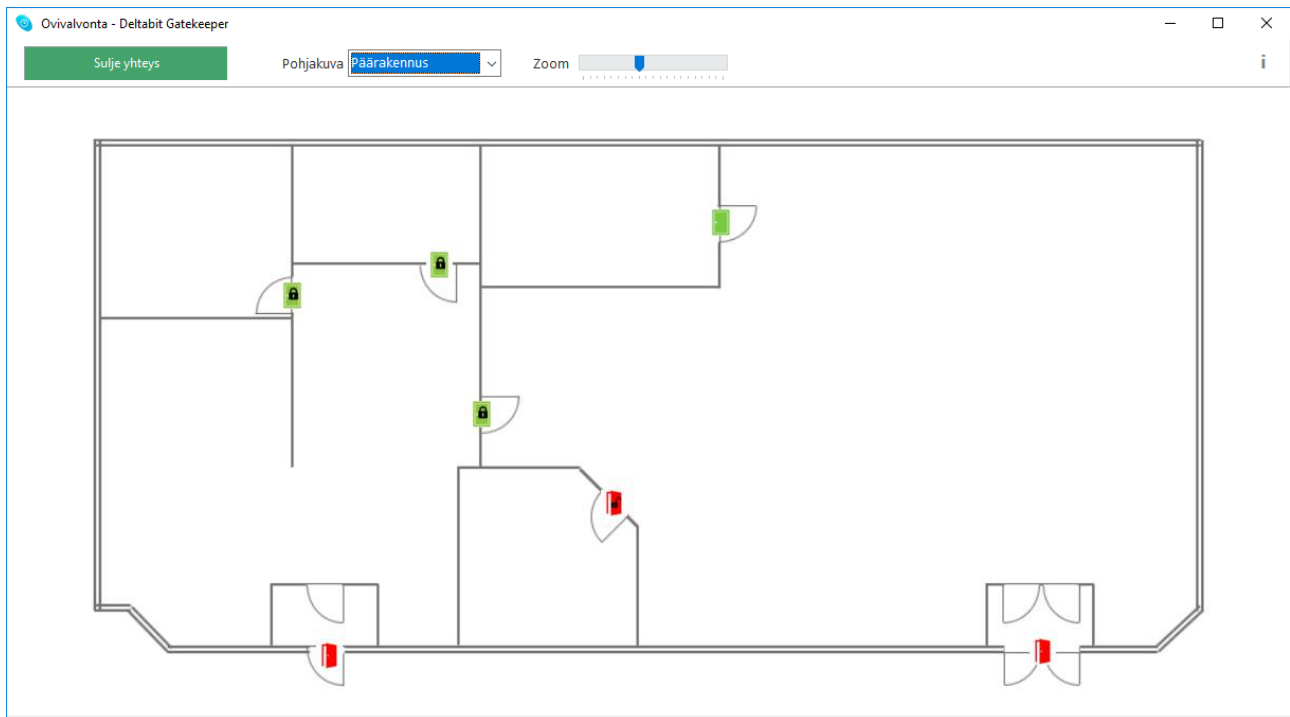 Ovivalvonta - Deltabit Gatekeeper
Sulje yhteys
Pohjakuva Päärakennus
Zoom
i